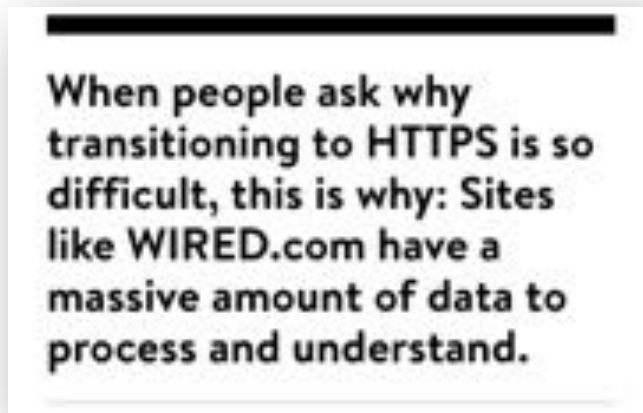 When people ask why
transitioning to HTTPS is so
difficult, this is why: Sites
like WIRED.com have a
massive amount of data to
process and understand.